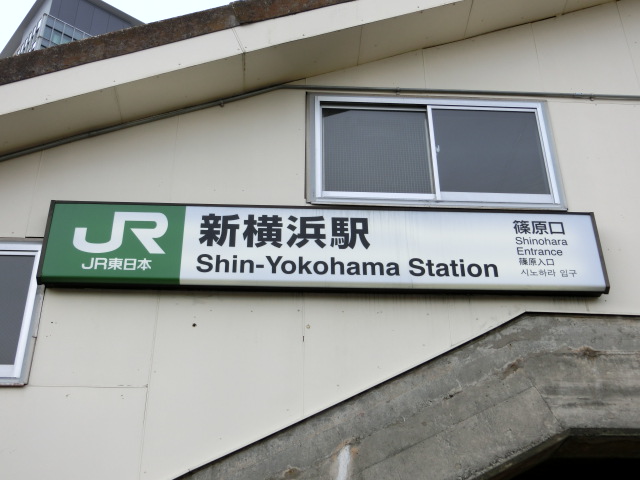 JR
JR東日本
新横浜駅
Shin-Yokohama Station
篠原口
Shinohara
Entrance
篠原入口
시노하라 입구